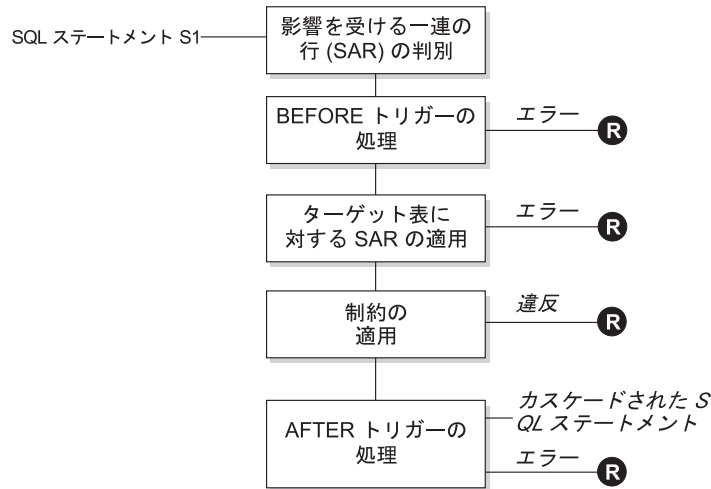 SQL ステートメント S1
影響を受ける一連の
行 (SAR) の判別
BEFORE トリガーの
処理
エラー
R
ターゲット表に
対する SAR の適用
エラー
R
制約の
適用
違反
R
AFTER トリガーの
処理
カスケードされた S
QL ステートメント
エラー
R